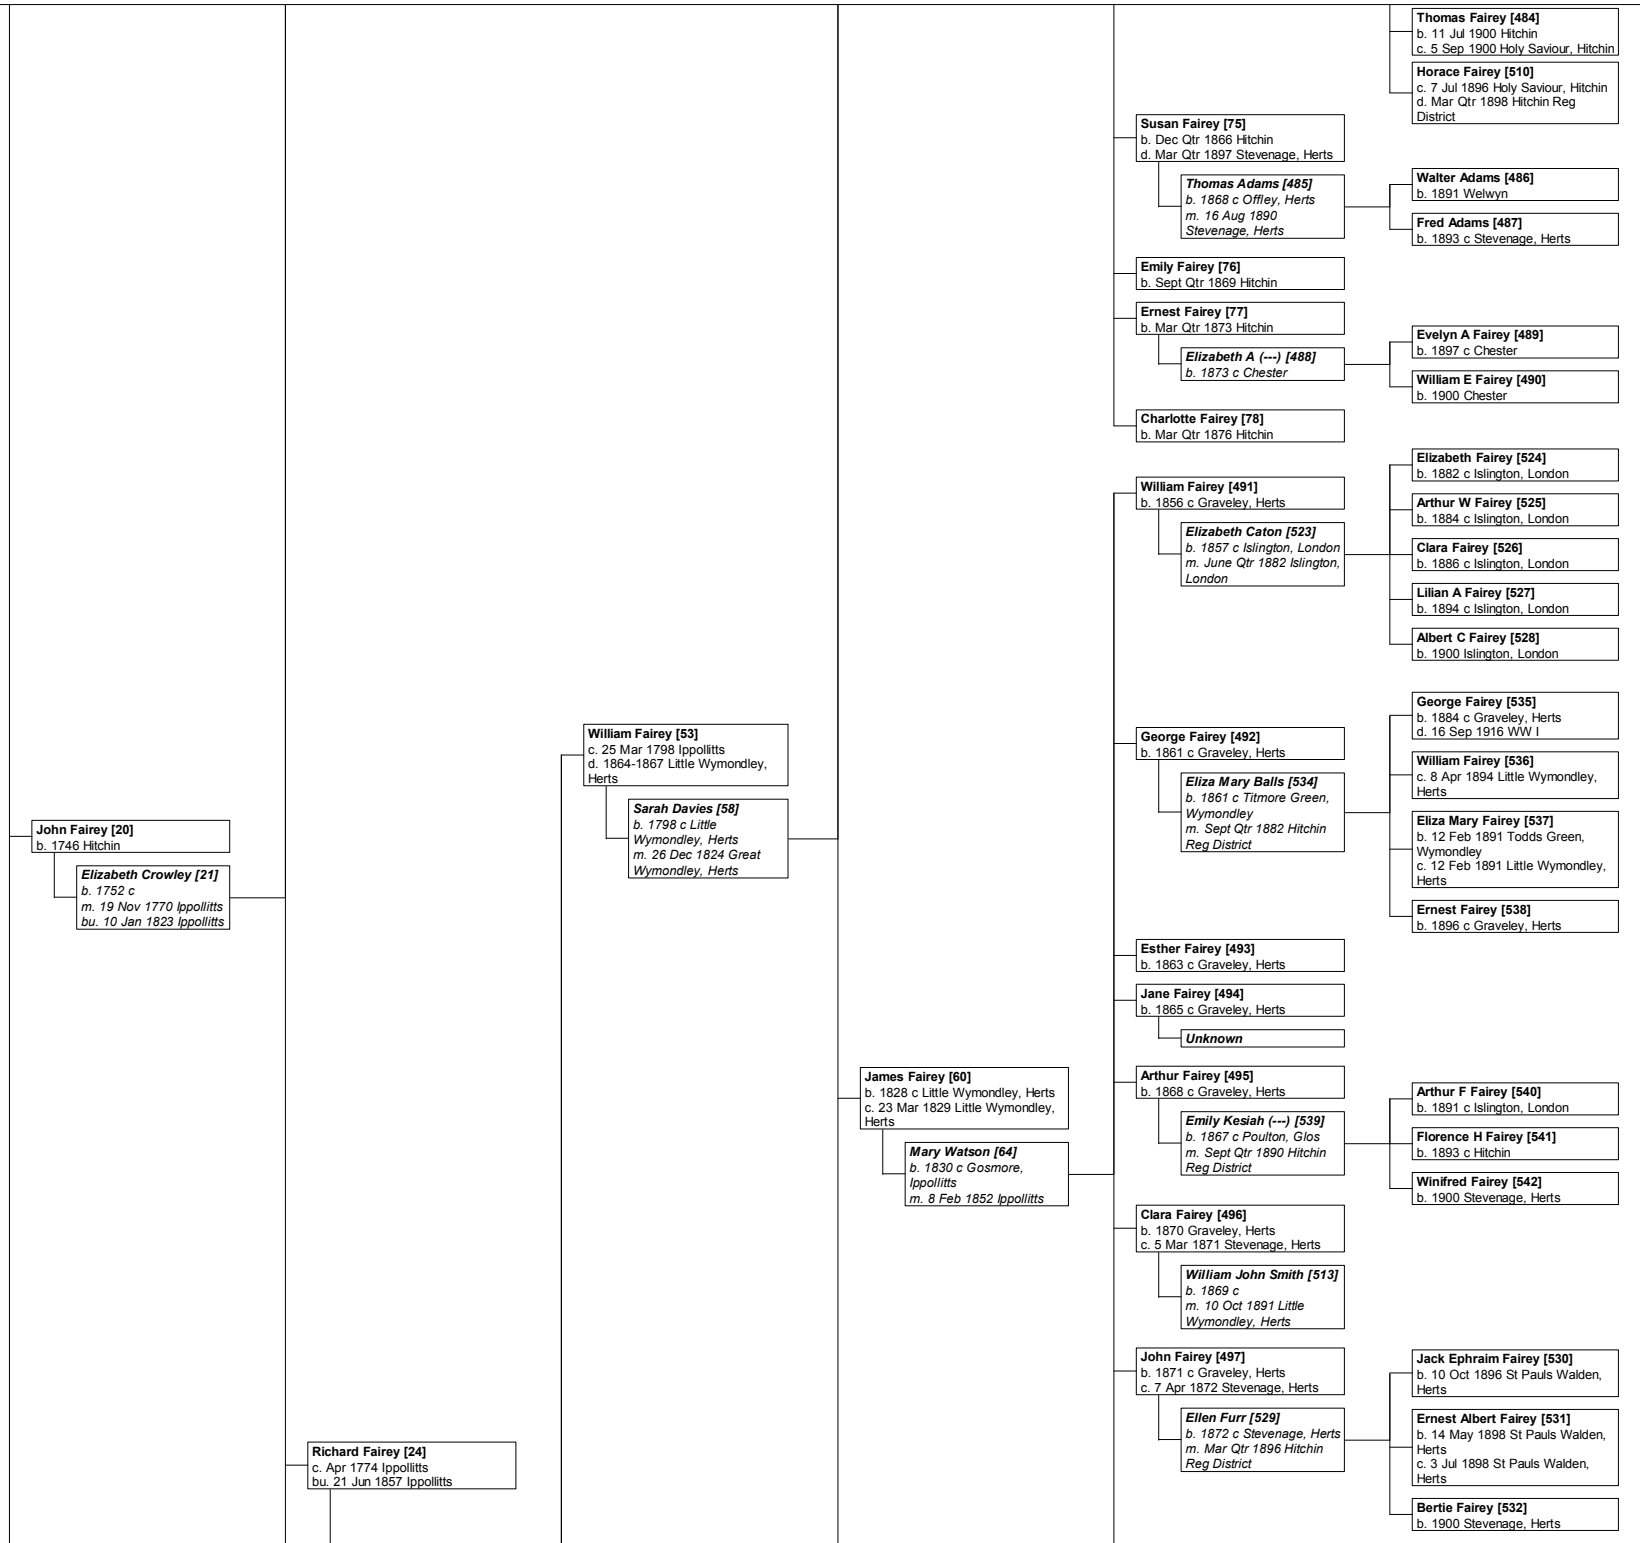 John Fairey [20]
b. 1746 Hitchin
Elizabeth Crowley [21]
b. 1752 c
m. 19 Nov 1770 Ippollitts
bu. 10 Jan 1823 Ippollitts
Richard Fairey [24]
c. Apr 1774 Ippollitts
bu. 21 Jun 1857 Ippollitts
William Fairey [53]
c. 25 Mar 1798 Ippollitts
d. 1864-1867 Little Wymondley,
Herts
Sarah Davies [58]
b. 1798 c Little
Wymondley, Herts
m. 26 Dec 1824 Great
Wymondley, Herts
James Fairey [60]
b. 1828 c Little Wymondley, Herts
c. 23 Mar 1829 Little Wymondley,
Herts
Mary Watson [64]
b. 1830 c Gosmore,
Ippollitts
m. 8 Feb 1852 Ippollitts
Susan Fairey [75]
b. Dec Qtr 1866 Hitchin
d. Mar Qtr 1897 Stevenage, Herts
Thomas Adams [485]
b. 1868 c Offley, Herts
m. 16 Aug 1890
Stevenage, Herts
Emily Fairey [76]
b. Sept Qtr 1869 Hitchin
Ernest Fairey [77]
b. Mar Qtr 1873 Hitchin
Elizabeth A (---) [488]
b. 1873 c Chester
Charlotte Fairey [78]
b. Mar Qtr 1876 Hitchin
William Fairey [491]
b. 1856 c Graveley, Herts
Elizabeth Caton [523]
b. 1857 c Islington, London
m. June Qtr 1882 Islington,
London
George Fairey [492]
b. 1861 c Graveley, Herts
Eliza Mary Balls [534]
b. 1861 c Titmore Green,
Wymondley
m. Sept Qtr 1882 Hitchin
Reg District
Esther Fairey [493]
b. 1863 c Graveley, Herts
Jane Fairey [494]
b. 1865 c Graveley, Herts
Unknown
Arthur Fairey [495]
b. 1868 c Graveley, Herts
Emily Kesiah (---) [539]
b. 1867 c Poulton, Glos
m. Sept Qtr 1890 Hitchin
Reg District
Clara Fairey [496]
b. 1870 Graveley, Herts
c. 5 Mar 1871 Stevenage, Herts
William John Smith [513]
b. 1869 c
m. 10 Oct 1891 Little
Wymondley, Herts
John Fairey [497]
b. 1871 c Graveley, Herts
c. 7 Apr 1872 Stevenage, Herts
Ellen Furr [529]
b. 1872 c Stevenage, Herts
m. Mar Qtr 1896 Hitchin
Reg District
Thomas Fairey [484]
b. 11 Jul 1900 Hitchin
c. 5 Sep 1900 Holy Saviour, Hitchin
Horace Fairey [510]
c. 7 Jul 1896 Holy Saviour, Hitchin
d. Mar Qtr 1898 Hitchin Reg
District
Walter Adams [486]
b. 1891 Welwyn
Fred Adams [487]
b. 1893 c Stevenage, Herts
Evelyn A Fairey [489]
b. 1897 c Chester
William E Fairey [490]
b. 1900 Chester
Elizabeth Fairey [524]
b. 1882 c Islington, London
Arthur W Fairey [525]
b. 1884 c Islington, London
Clara Fairey [526]
b. 1886 c Islington, London
Lilian A Fairey [527]
b. 1894 c Islington, London
Albert C Fairey [528]
b. 1900 Islington, London
George Fairey [535]
b. 1884 c Graveley, Herts
d. 16 Sep 1916 WW I
William Fairey [536]
c. 8 Apr 1894 Little Wymondley,
Herts
Eliza Mary Fairey [537]
b. 12 Feb 1891 Todds Green,
Wymondley
c. 12 Feb 1891 Little Wymondley,
Herts
Ernest Fairey [538]
b. 1896 c Graveley, Herts
Arthur F Fairey [540]
b. 1891 c Islington, London
Florence H Fairey [541]
b. 1893 c Hitchin
Winifred Fairey [542]
b. 1900 Stevenage, Herts
Jack Ephraim Fairey [530]
b. 10 Oct 1896 St Pauls Walden,
Herts
Ernest Albert Fairey [531]
b. 14 May 1898 St Pauls Walden,
Herts
c. 3 Jul 1898 St Pauls Walden,
Herts
Bertie Fairey [532]
b. 1900 Stevenage, Herts